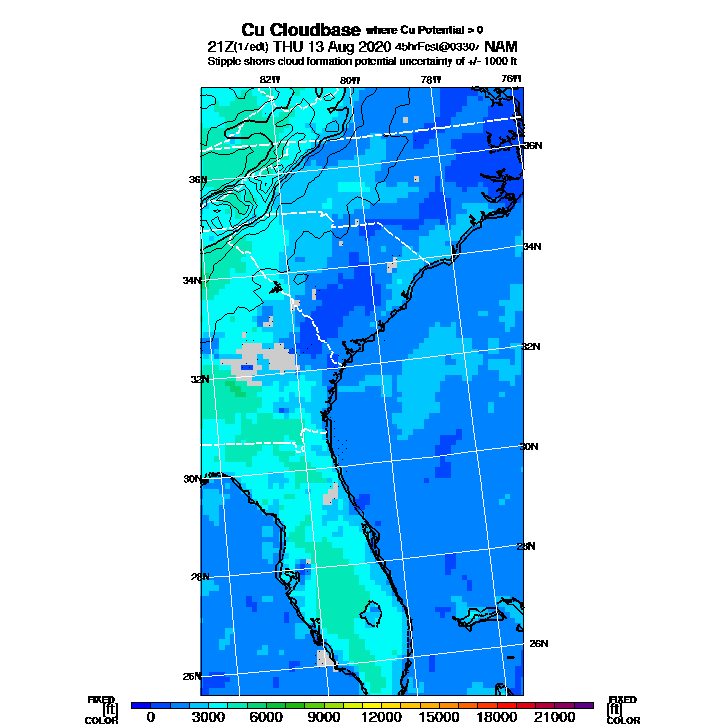 Cu Cloudbase where Cu Potential > 0
21Z(17edt) THU 13 Aug 2020 45hrFcst@0330z NAM
Stipple shows cloud formation potential uncertainty of +/- 1000 ft
82W 80W 78W 76W
36N
36N
34N
34N
32N
32N
30N
30N
28N
28N
26N
26N
FIXED FIXED
[ft] 0 3000 6000 9000 12000 15000 18000 21000 [ft]
COLOR COLOR